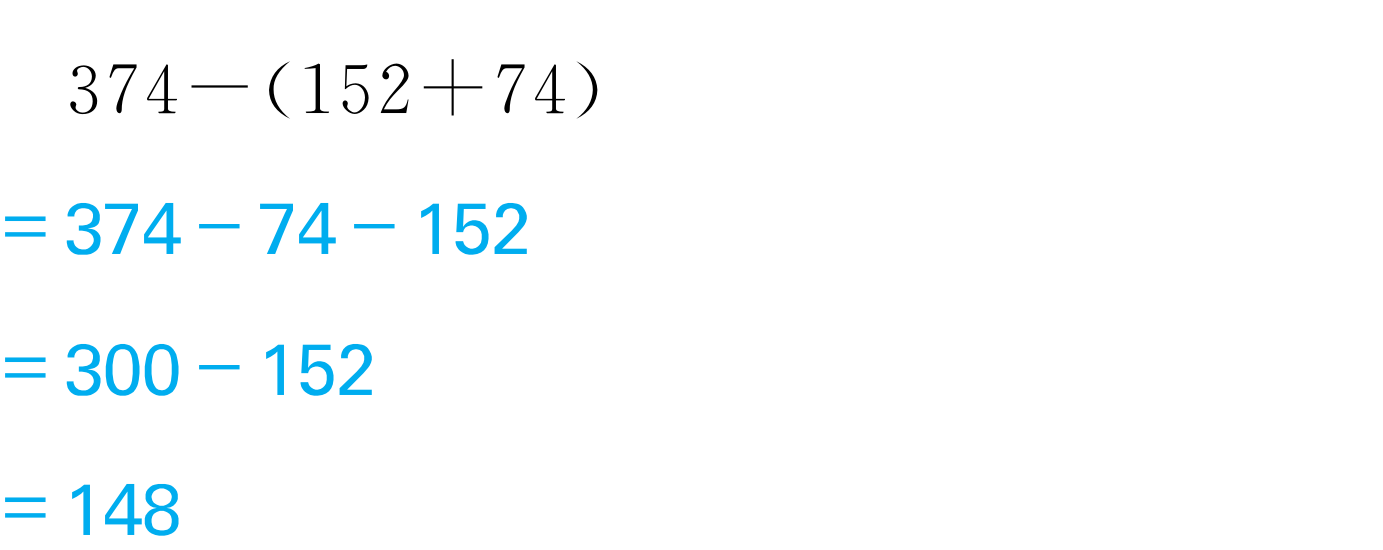 374－(152＋74)
= 374 − 74 − 152
= 300 − 152
= 148